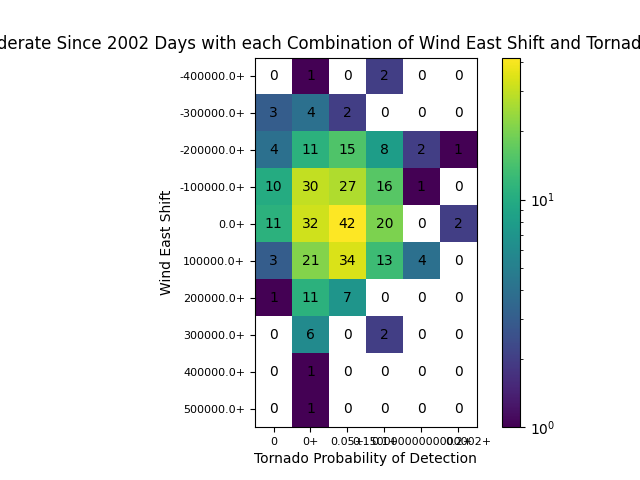 derate Since 2002 Days with each Combination of Wind East Shift and Tornad
-400000.0+ 0 1 0 2 0 0
-300000.0+ 3 4 2 0 0 0
-200000.0+ 4 11 15 8 2 1
-100000.0+ 10 30 27 16 1 0
0.0+ 11 32 42 20 0 2
100000.0+ 3 21 34 13 4 0
200000.0+ 1 11 7 0 0 0
300000.0+ 0 6 0 2 0 0
400000.0+ 0 1 0 0 0 0
500000.0+ 0 1 0 0 0 0
0 0+ 0.05+
Tornado Probability of Detection
Wind East Shift
10¹
10⁰